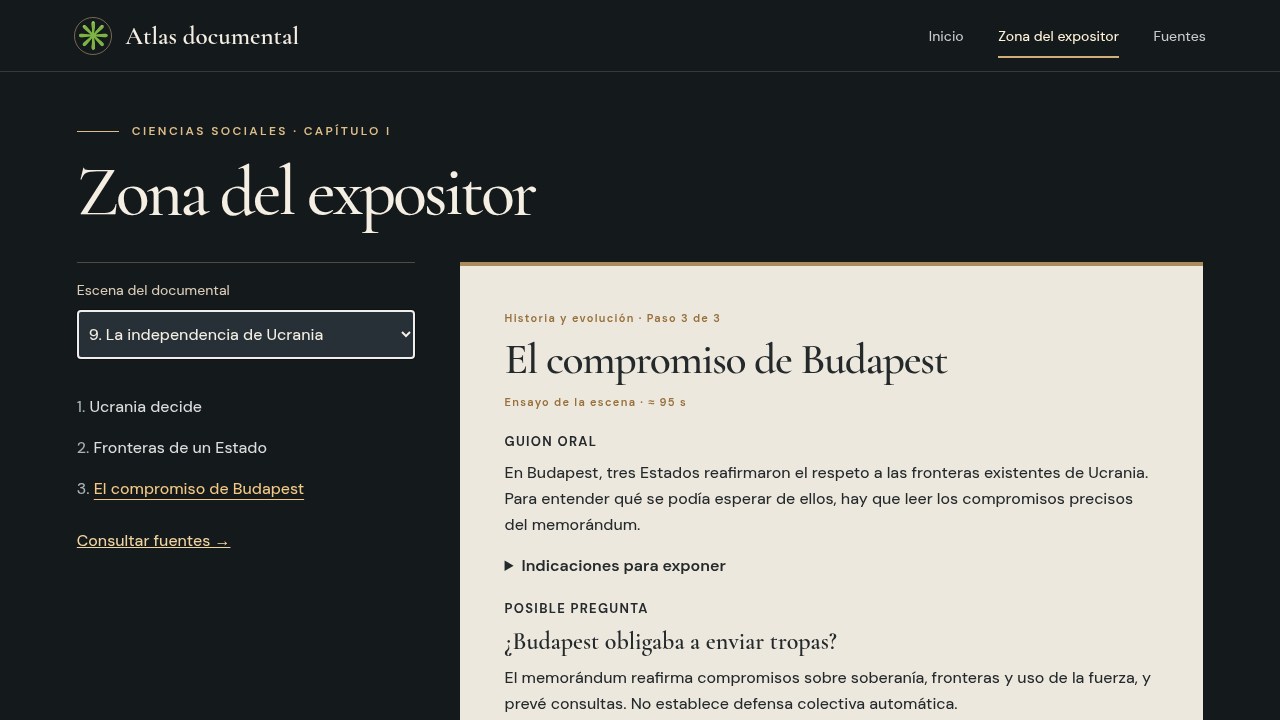 Atlas documental
Inicio
Zona del expositor
Fuentes
CIENCIAS SOCIALES · CAPÍTULO I
Zona del expositor
Escena del documental
9. La independencia de Ucrania
1. Ucrania decide
2. Fronteras de un Estado
3. El compromiso de Budapest
Consultar fuentes →
Historia y evolución · Paso 3 de 3
El compromiso de Budapest
Ensayo de la escena · ≈ 95 s
GUION ORAL
En Budapest, tres Estados reafirmaron el respeto a las fronteras existentes de Ucrania.
Para entender qué se podía esperar de ellos, hay que leer los compromisos precisos
del memorándum.
Indicaciones para exponer
POSIBLE PREGUNTA
¿Budapest obligaba a enviar tropas?
El memorándum reafirma compromisos sobre soberanía, fronteras y uso de la fuerza, y
prevé consultas. No establece defensa colectiva automática.